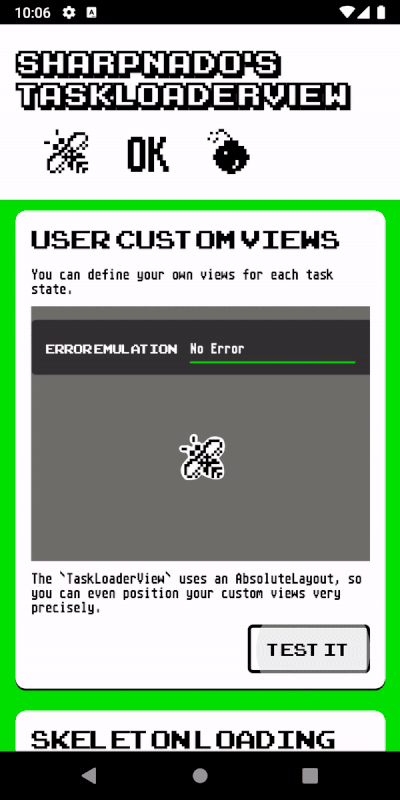 10:06 A
SHARPNADO'S
TASKLOADERVIEW
OK
USER CUSTOM VIEWS
You can define your own views for each task
state.
ERROR EMULATION No Error
The `TaskLoaderView` uses an AbsoluteLayout, so
you can even position your custom views very
precisely.
TEST IT
SKELETON LOADING